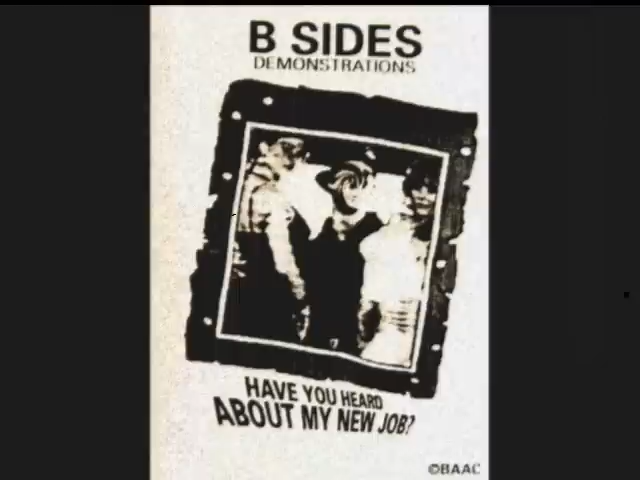 B SIDES
DEMONSTRATIONS
HAVE YOU HEARD
ABOUT MY NEW JOB?
©BAAC